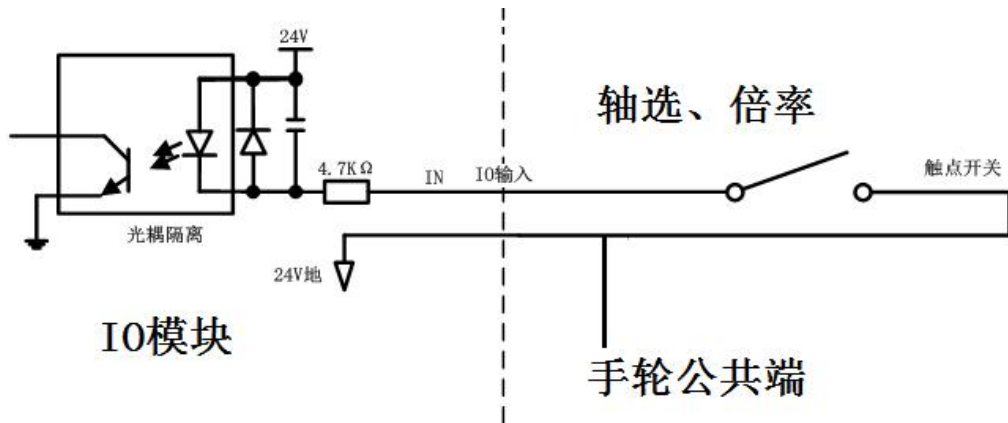 24V
轴选、倍率
4.7KΩ
IN
IO输入
触点开关
光耦隔离
24V地
IO模块
手轮公共端